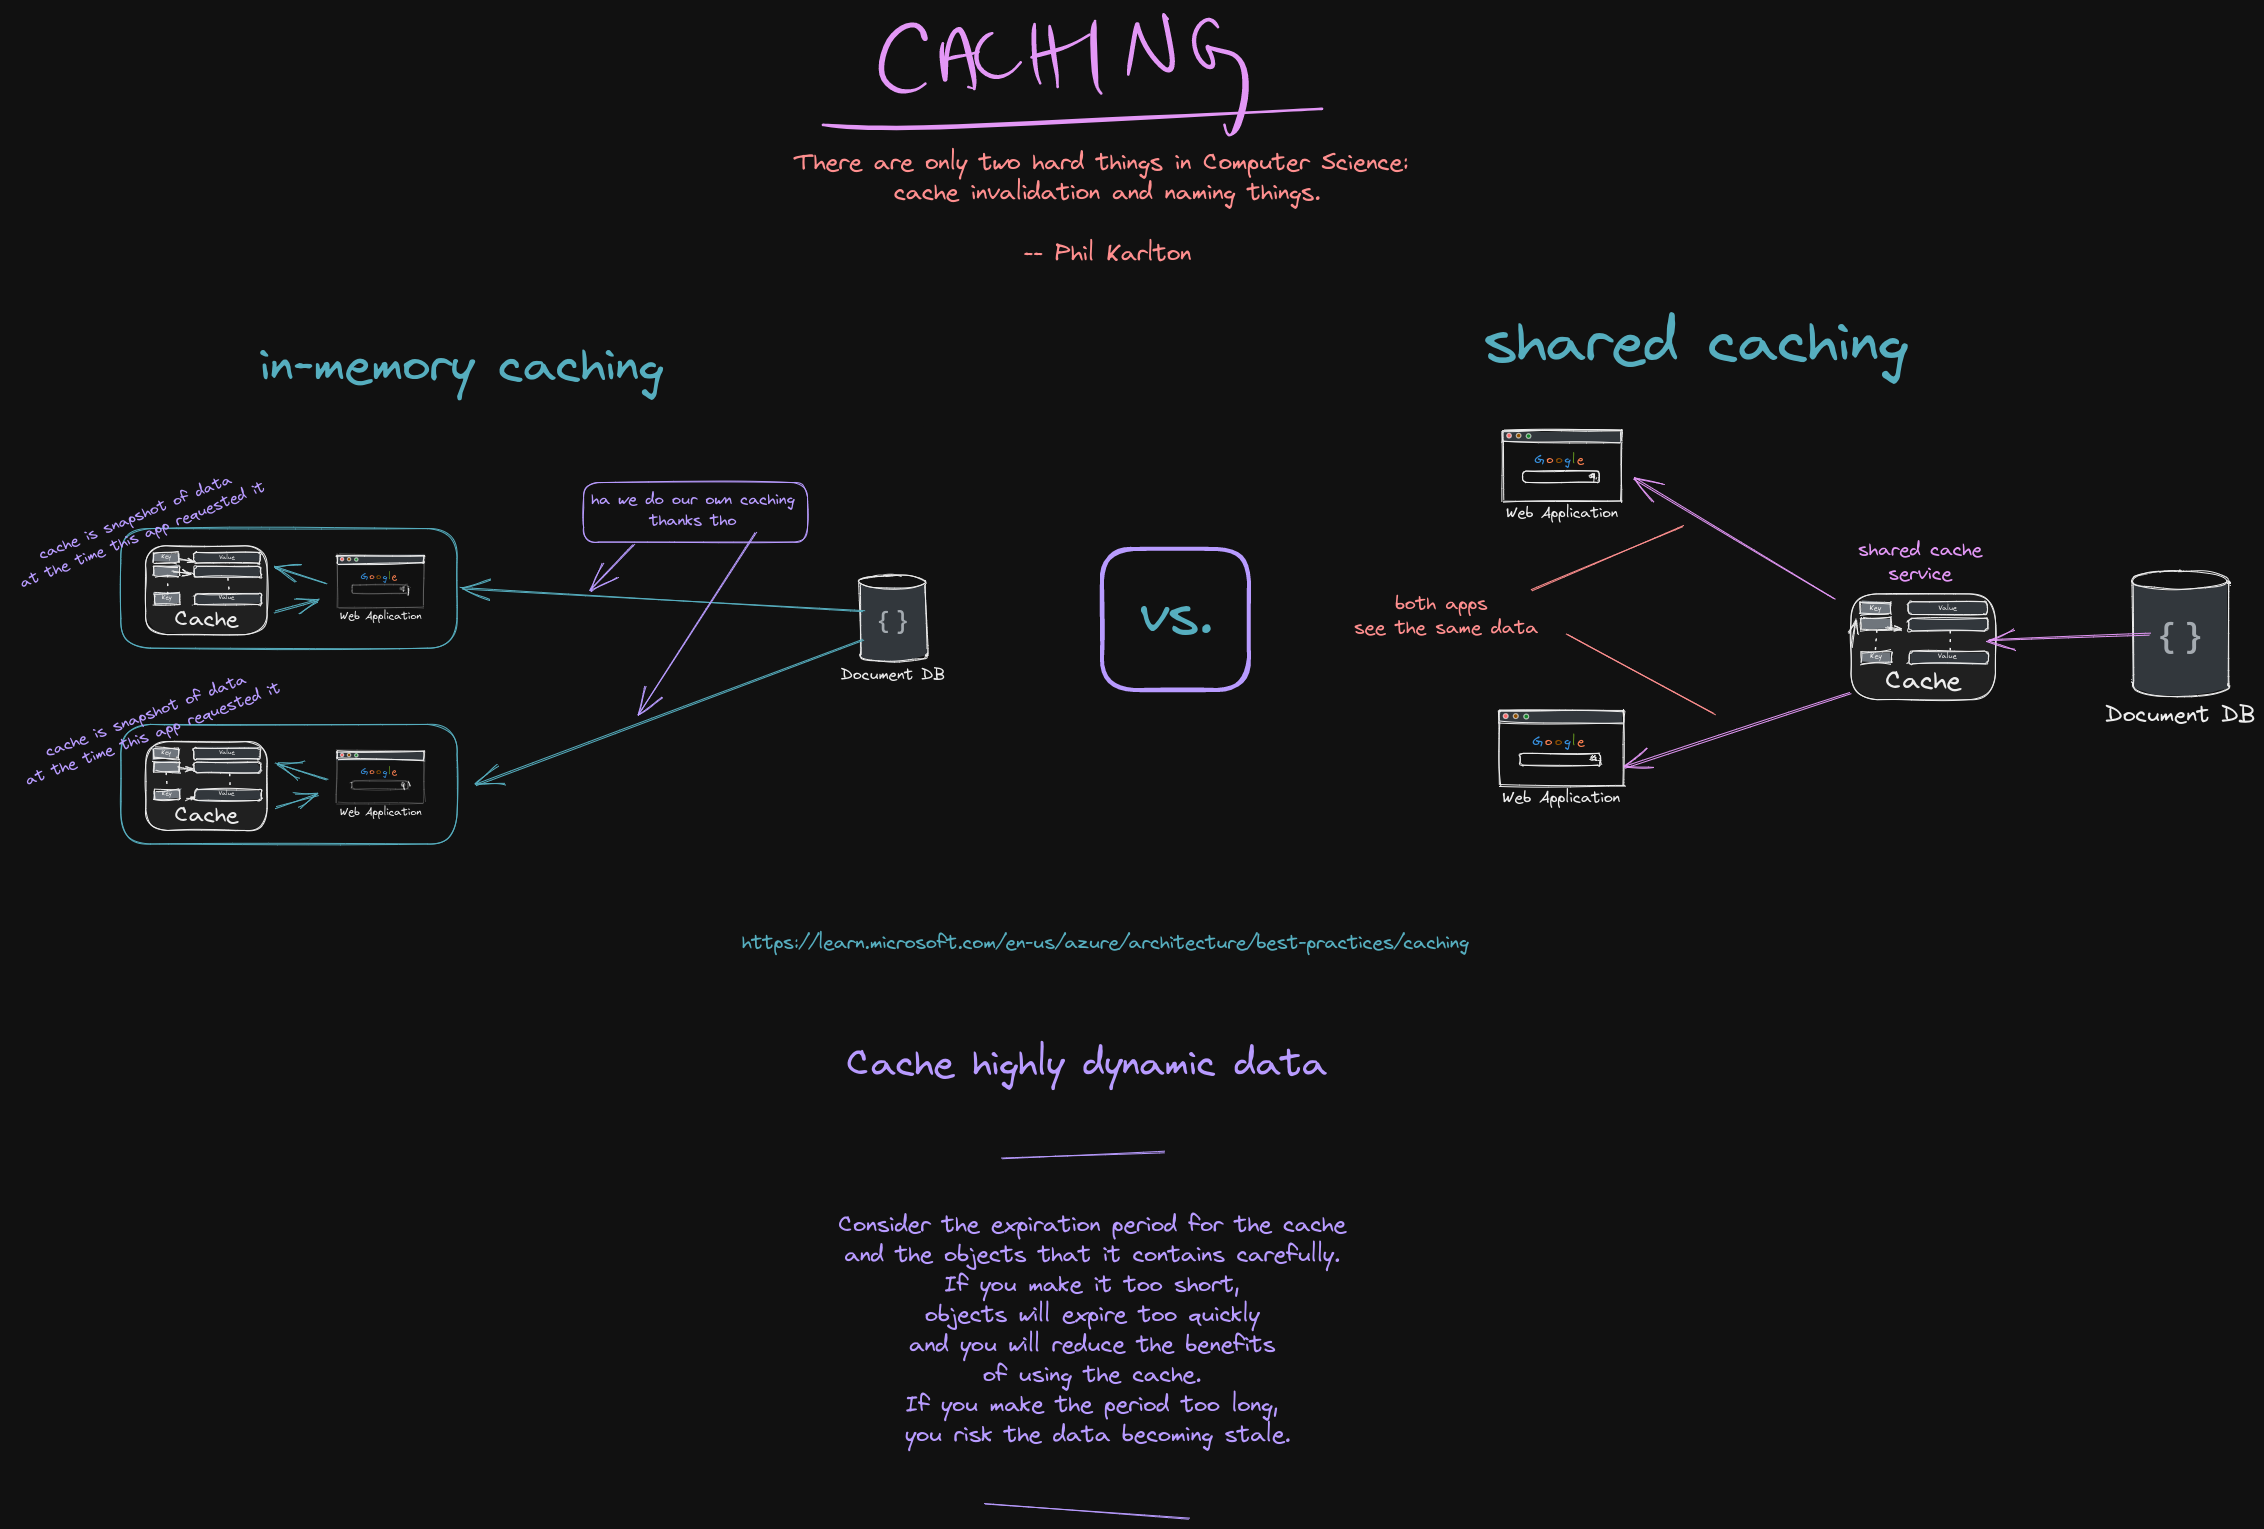 CACHING
There are only two hard things in Computer Science:
cache invalidation and naming things.
-- Phil Karlton
in-memory caching
cache is snapshot of data
at the time this app requested it
Key
Value
Key
Value
Cache
Google
Web Application
ha we do our own caching
thanks tho
{ }
Document DB
cache is snapshot of data
at the time this app requested it
Key
Value
Key
Value
Cache
Google
Web Application
vs.
shared caching
Google
Web Application
both apps
see the same data
Google
Web Application
shared cache
service
Key
Value
Key
Value
Cache
{ }
Document DB
https://learn.microsoft.com/en-us/azure/architecture/best-practices/caching
Cache highly dynamic data
Consider the expiration period for the cache
and the objects that it contains carefully.
If you make it too short,
objects will expire too quickly
and you will reduce the benefits
of using the cache.
If you make the period too long,
you risk the data becoming stale.